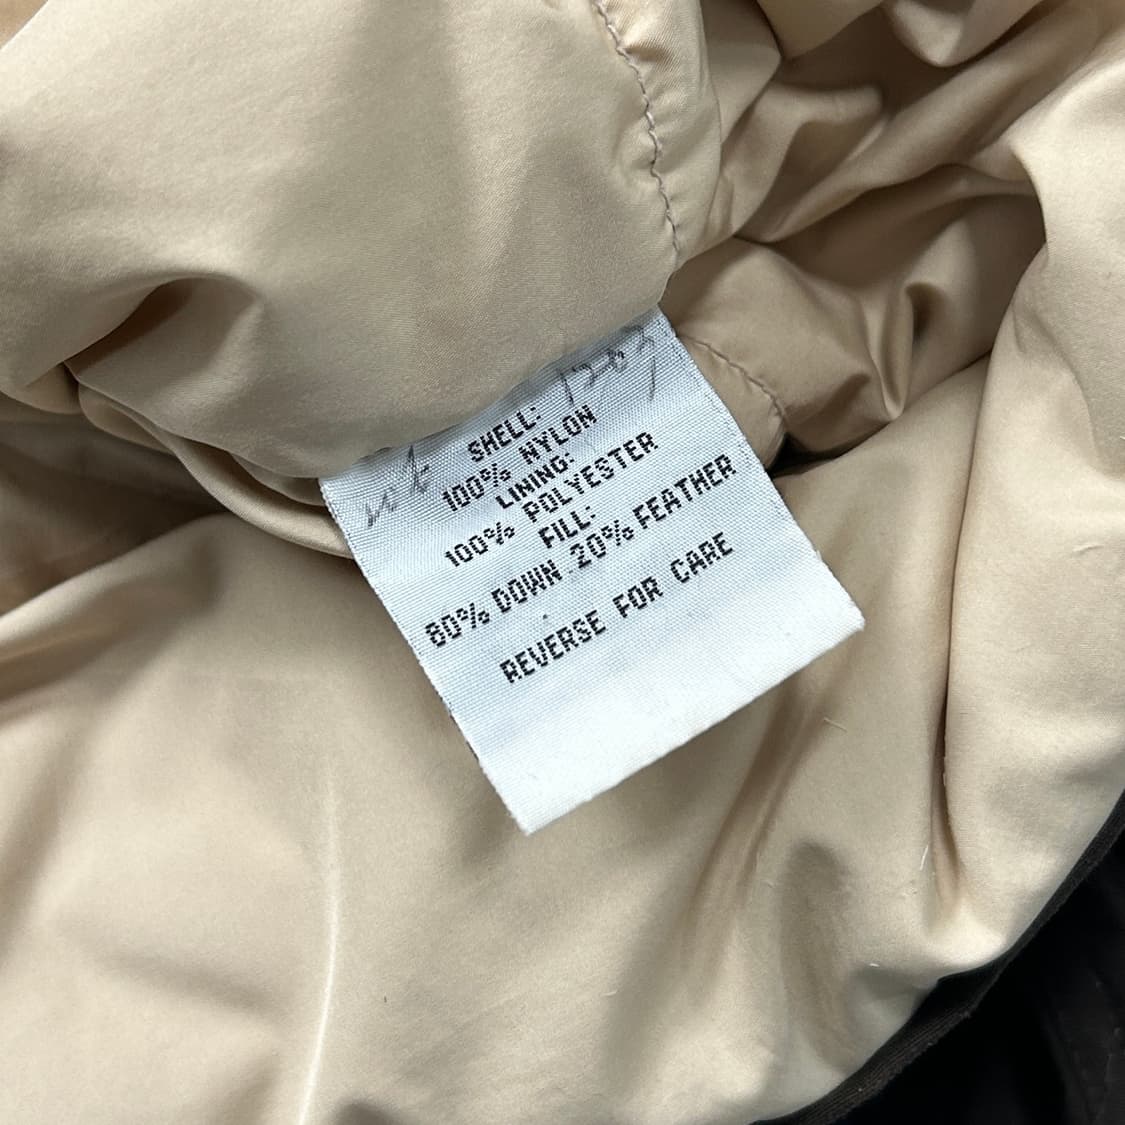 SHELL:
100% NYLON
LINING:
100% POLYESTER
FILL:
80% DOWN 20% FEATHER
REVERSE FOR CARE